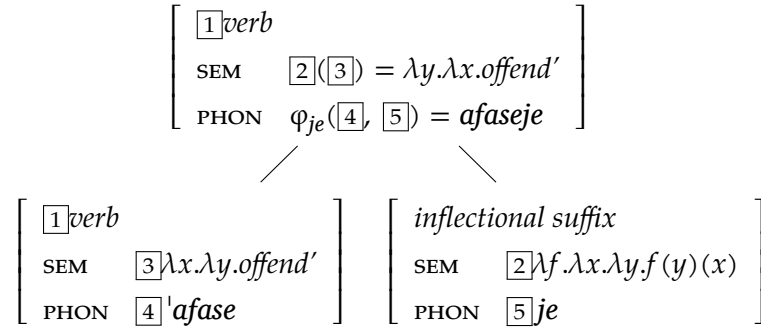 1 verb
SEM 2(3) = λy.λx.offend′
PHON φje(4, 5) = afaseje
1 verb
SEM 3 λx.λy.offend′
PHON 4 ˈafase
inflectional suffix
SEM 2 λf.λx.λy.f(y)(x)
PHON 5 je